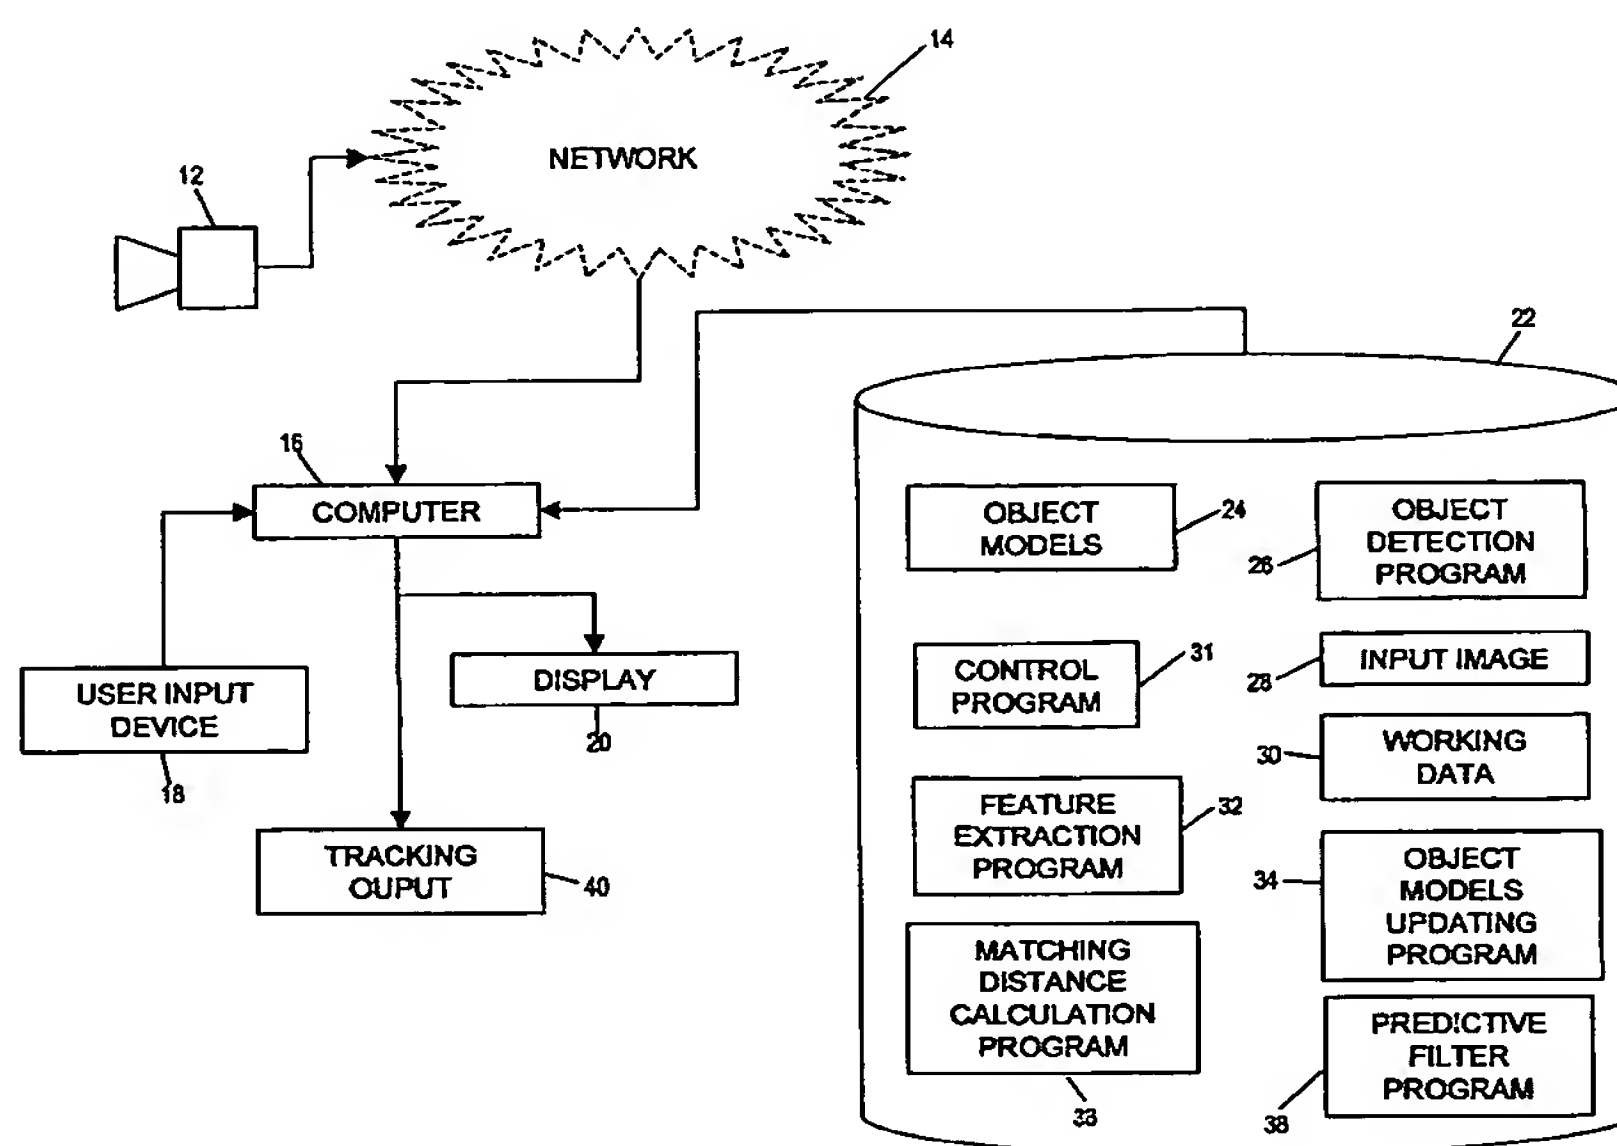 14
NETWORK
12
22
16
COMPUTER
OBJECT
MODELS
24
OBJECT
DETECTION
PROGRAM
26
CONTROL
PROGRAM
31
INPUT IMAGE
28
USER INPUT
DEVICE
18
DISPLAY
20
WORKING
DATA
30
FEATURE
EXTRACTION
PROGRAM
32
TRACKING
OUPUT
40
OBJECT
MODELS
UPDATING
PROGRAM
34
MATCHING
DISTANCE
CALCULATION
PROGRAM
33
PREDICTIVE
FILTER
PROGRAM
38